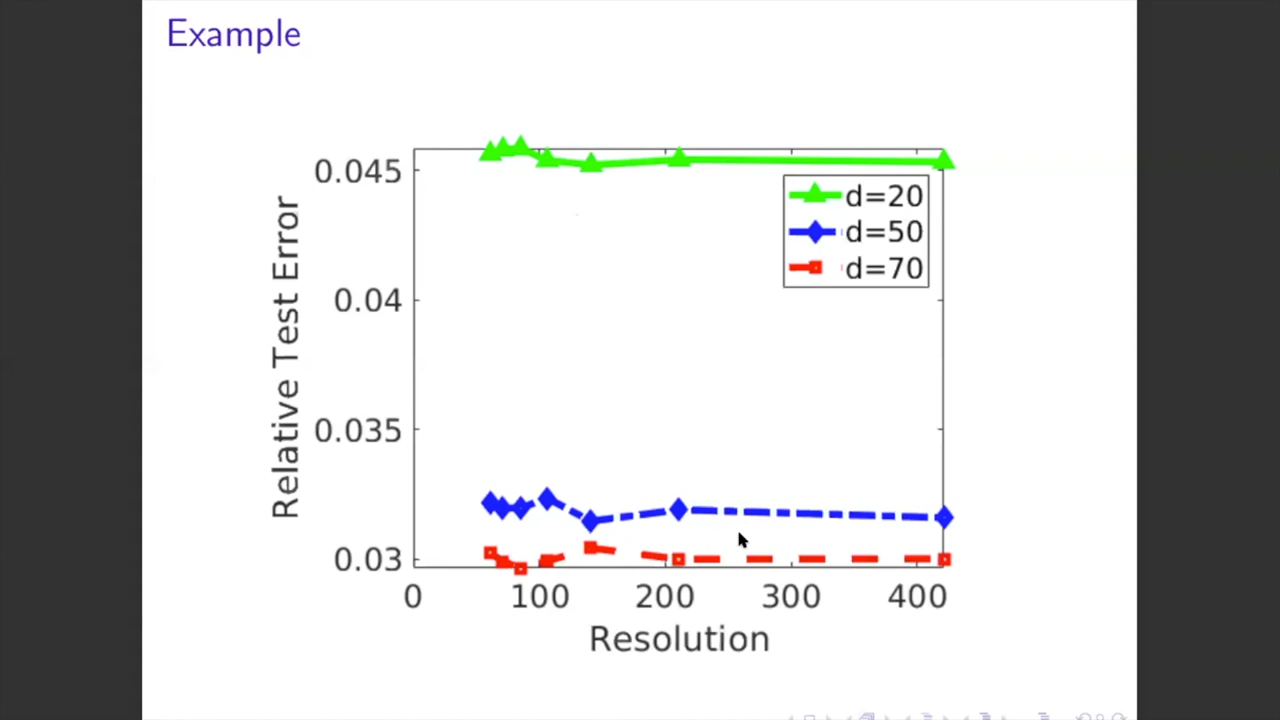 Example
0.045
0.04
0.035
0.03
Relative Test Error
d=20
d=50
d=70
0 100 200 300 400
Resolution